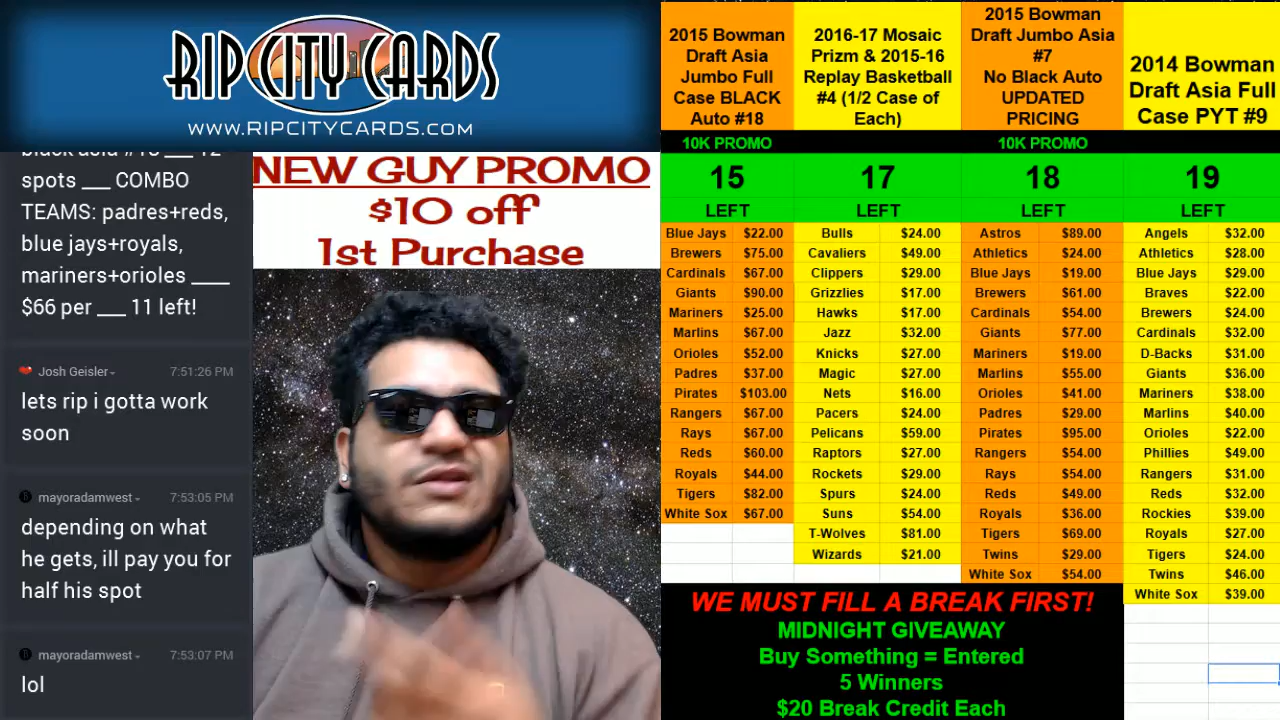 RIP CITY CARDS
WWW.RIPCITYCARDS.COM
spots ___ COMBO
TEAMS: padres+reds,
blue jays+royals,
mariners+orioles ____
$66 per ___ 11 left!
Josh Geisler
7:51:26 PM
lets rip i gotta work
soon
mayoradamwest
7:53:05 PM
depending on what
he gets, ill pay you for
half his spot
mayoradamwest
7:53:07 PM
lol
NEW GUY PROMO
$10 off
1st Purchase
2015 Bowman
Draft Asia
Jumbo Full
Case BLACK
Auto #18
10K PROMO
15
LEFT
Blue Jays $22.00
Brewers $75.00
Cardinals $67.00
Giants $90.00
Mariners $25.00
Marlins $67.00
Orioles $52.00
Padres $37.00
Pirates $103.00
Rangers $67.00
Rays $67.00
Reds $60.00
Royals $44.00
Tigers $82.00
White Sox $67.00
2016-17 Mosaic
Prizm & 2015-16
Replay Basketball
#4 (1/2 Case of
Each)
17
LEFT
Bulls $24.00
Cavaliers $49.00
Clippers $29.00
Grizzlies $17.00
Hawks $17.00
Jazz $32.00
Knicks $27.00
Magic $27.00
Nets $16.00
Pacers $24.00
Pelicans $59.00
Raptors $27.00
Rockets $29.00
Spurs $24.00
Suns $54.00
T-Wolves $81.00
Wizards $21.00
2015 Bowman
Draft Jumbo Asia
#7
No Black Auto
UPDATED
PRICING
10K PROMO
18
LEFT
Astros $89.00
Athletics $24.00
Blue Jays $19.00
Brewers $61.00
Cardinals $54.00
Giants $77.00
Mariners $19.00
Marlins $55.00
Orioles $41.00
Padres $29.00
Pirates $95.00
Rangers $54.00
Rays $54.00
Reds $49.00
Royals $36.00
Tigers $69.00
Twins $29.00
White Sox $54.00
2014 Bowman
Draft Asia Full
Case PYT #9
19
LEFT
Angels $32.00
Athletics $28.00
Blue Jays $29.00
Braves $22.00
Brewers $24.00
Cardinals $32.00
D-Backs $31.00
Giants $36.00
Mariners $38.00
Marlins $40.00
Orioles $22.00
Phillies $49.00
Rangers $31.00
Reds $32.00
Rockies $39.00
Royals $27.00
Tigers $24.00
Twins $46.00
White Sox $39.00
WE MUST FILL A BREAK FIRST!
MIDNIGHT GIVEAWAY
Buy Something = Entered
5 Winners
$20 Break Credit Each